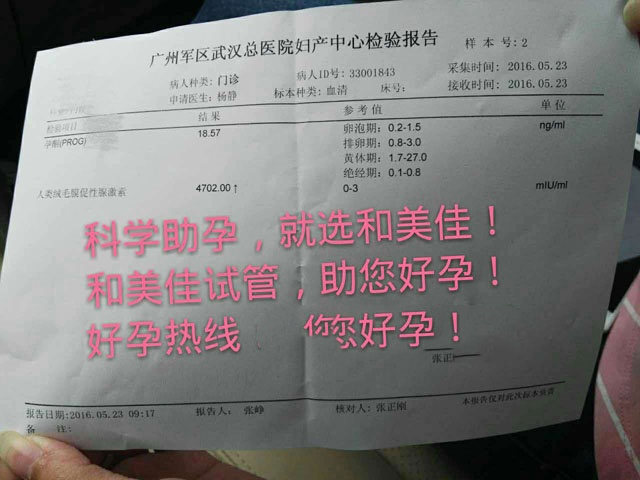 广州军区武汉总医院妇产中心检验报告
样 本 号: 2
病人种类: 门诊
病人ID号: 33001843
采集时间: 2016.05.23
申请医生: 杨静
标本种类: 血清
床号:
接收时间: 2016.05.23
检验项目
结果
参考值
单位
孕酮(PROG)
18.57
卵泡期: 0.2-1.5
ng/ml
排卵期: 0.8-3.0
黄体期: 1.7-27.0
绝经期: 0.1-0.8
人类绒毛膜促性腺激素
4702.00↑
0-3
mIU/ml
科学助孕，就选和美佳！
和美佳试管，助您好孕！
好孕热线
您好孕！
张正
报告日期:2016.05.23 09:17
报告人: 张峥
核对人: 张正刚
本报告仅对此次标本负责
备 注: